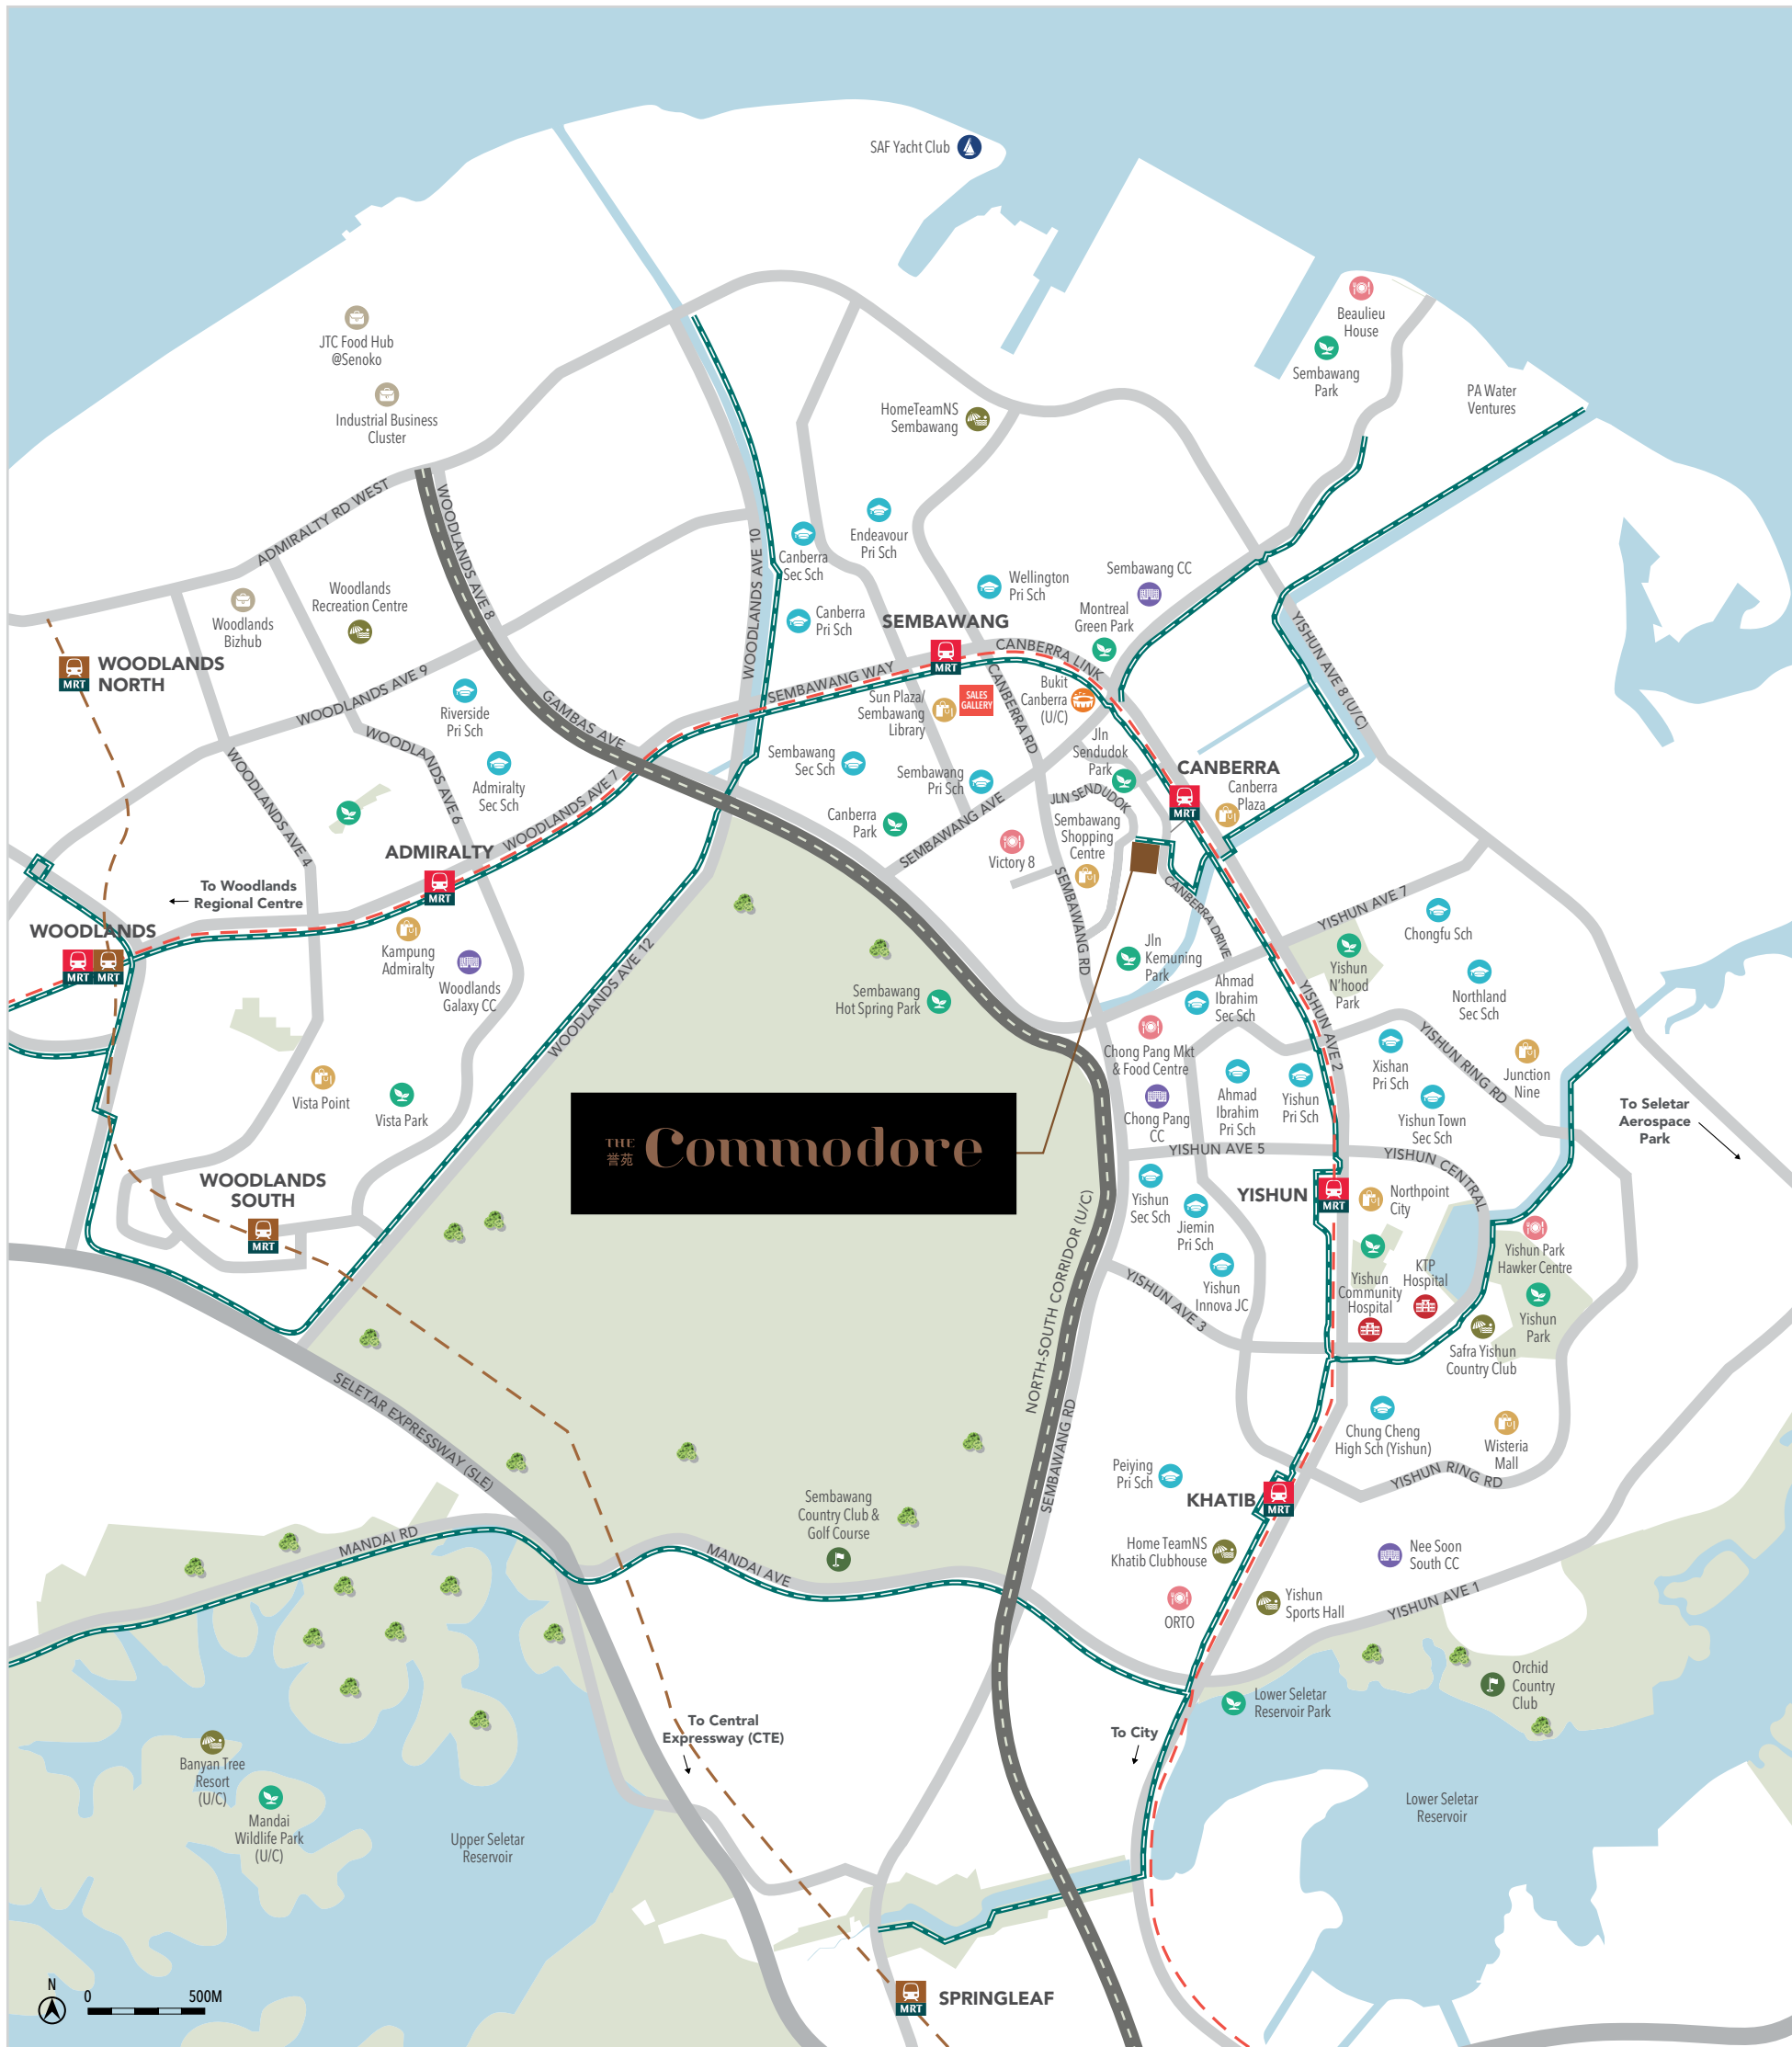 SAF Yacht Club
Beaulieu
House
Sembawang
Park
JTC Food Hub
@Senoko
Industrial Business
Cluster
HomeTeamNS
Sembawang
PA Water
Ventures
ADMIRALTY RD WEST
WOODLANDS AVE 8
WOODLANDS AVE 10
Canberra
Sec Sch
Endeavour
Pri Sch
Wellington
Pri Sch
Sembawang CC
Montreal
Green Park
Woodlands
Bizhub
Woodlands
Recreation Centre
Canberra
Pri Sch
SEMBAWANG
MRT
CANBERRA LINK
YISHUN AVE 8 (U/C)
WOODLANDS
NORTH
MRT
WOODLANDS AVE 9
Riverside
Pri Sch
GAMBAS AVE
SEMBAWANG WAY
Sun Plaza/
Sembawang
Library
SALES
GALLERY
CANBERRA RD
Bukit
Canberra
(U/C)
Jln
Sendudok
Park
WOODLANDS AVE 4
WOODLANDS AVE 6
Admiralty
Sec Sch
WOODLANDS AVE 7
Sembawang
Sec Sch
Sembawang
Pri Sch
JLN SENDUDOK
CANBERRA
MRT
Canberra
Plaza
ADMIRALTY
MRT
Canberra
Park
SEMBAWANG AVE
Victory 8
Sembawang
Shopping
Centre
To Woodlands
Regional Centre
WOODLANDS
MRT
MRT
Kampung
Admiralty
Woodlands
Galaxy CC
WOODLANDS AVE 12
SEMBAWANG RD
CANBERRA DRIVE
YISHUN AVE 7
Chongfu Sch
Jln
Kemuning
Park
Yishun
N'hood
Park
Northland
Sec Sch
Sembawang
Hot Spring Park
Ahmad
Ibrahim
Sec Sch
YISHUN AVE 2
YISHUN RING RD
Chong Pang Mkt
& Food Centre
Xishan
Pri Sch
Junction
Nine
Vista Point
Vista Park
Chong Pang
CC
Ahmad
Ibrahim
Pri Sch
Yishun
Pri Sch
Yishun Town
Sec Sch
To Seletar
Aerospace
Park
THE
誉苑
Commodore
YISHUN AVE 5
YISHUN CENTRAL
WOODLANDS
SOUTH
MRT
Yishun
Sec Sch
Jiemin
Pri Sch
YISHUN
MRT
Northpoint
City
Yishun
Innova JC
YISHUN AVE 3
Yishun
Community
Hospital
KTP
Hospital
Yishun Park
Hawker Centre
Yishun
Park
Safra Yishun
Country Club
NORTH-SOUTH CORRIDOR (U/C)
SEMBAWANG RD
SELETAR EXPRESSWAY (SLE)
Chung Cheng
High Sch (Yishun)
Wisteria
Mall
YISHUN RING RD
Peiying
Pri Sch
KHATIB
MRT
Sembawang
Country Club &
Golf Course
MANDAI RD
MANDAI AVE
Home TeamNS
Khatib Clubhouse
Nee Soon
South CC
ORTO
Yishun
Sports Hall
YISHUN AVE 1
Orchid
Country
Club
Lower Seletar
Reservoir Park
To Central
Expressway (CTE)
To City
Banyan Tree
Resort
(U/C)
Mandai
Wildlife Park
(U/C)
Upper Seletar
Reservoir
Lower Seletar
Reservoir
N
0
500M
MRT
SPRINGLEAF